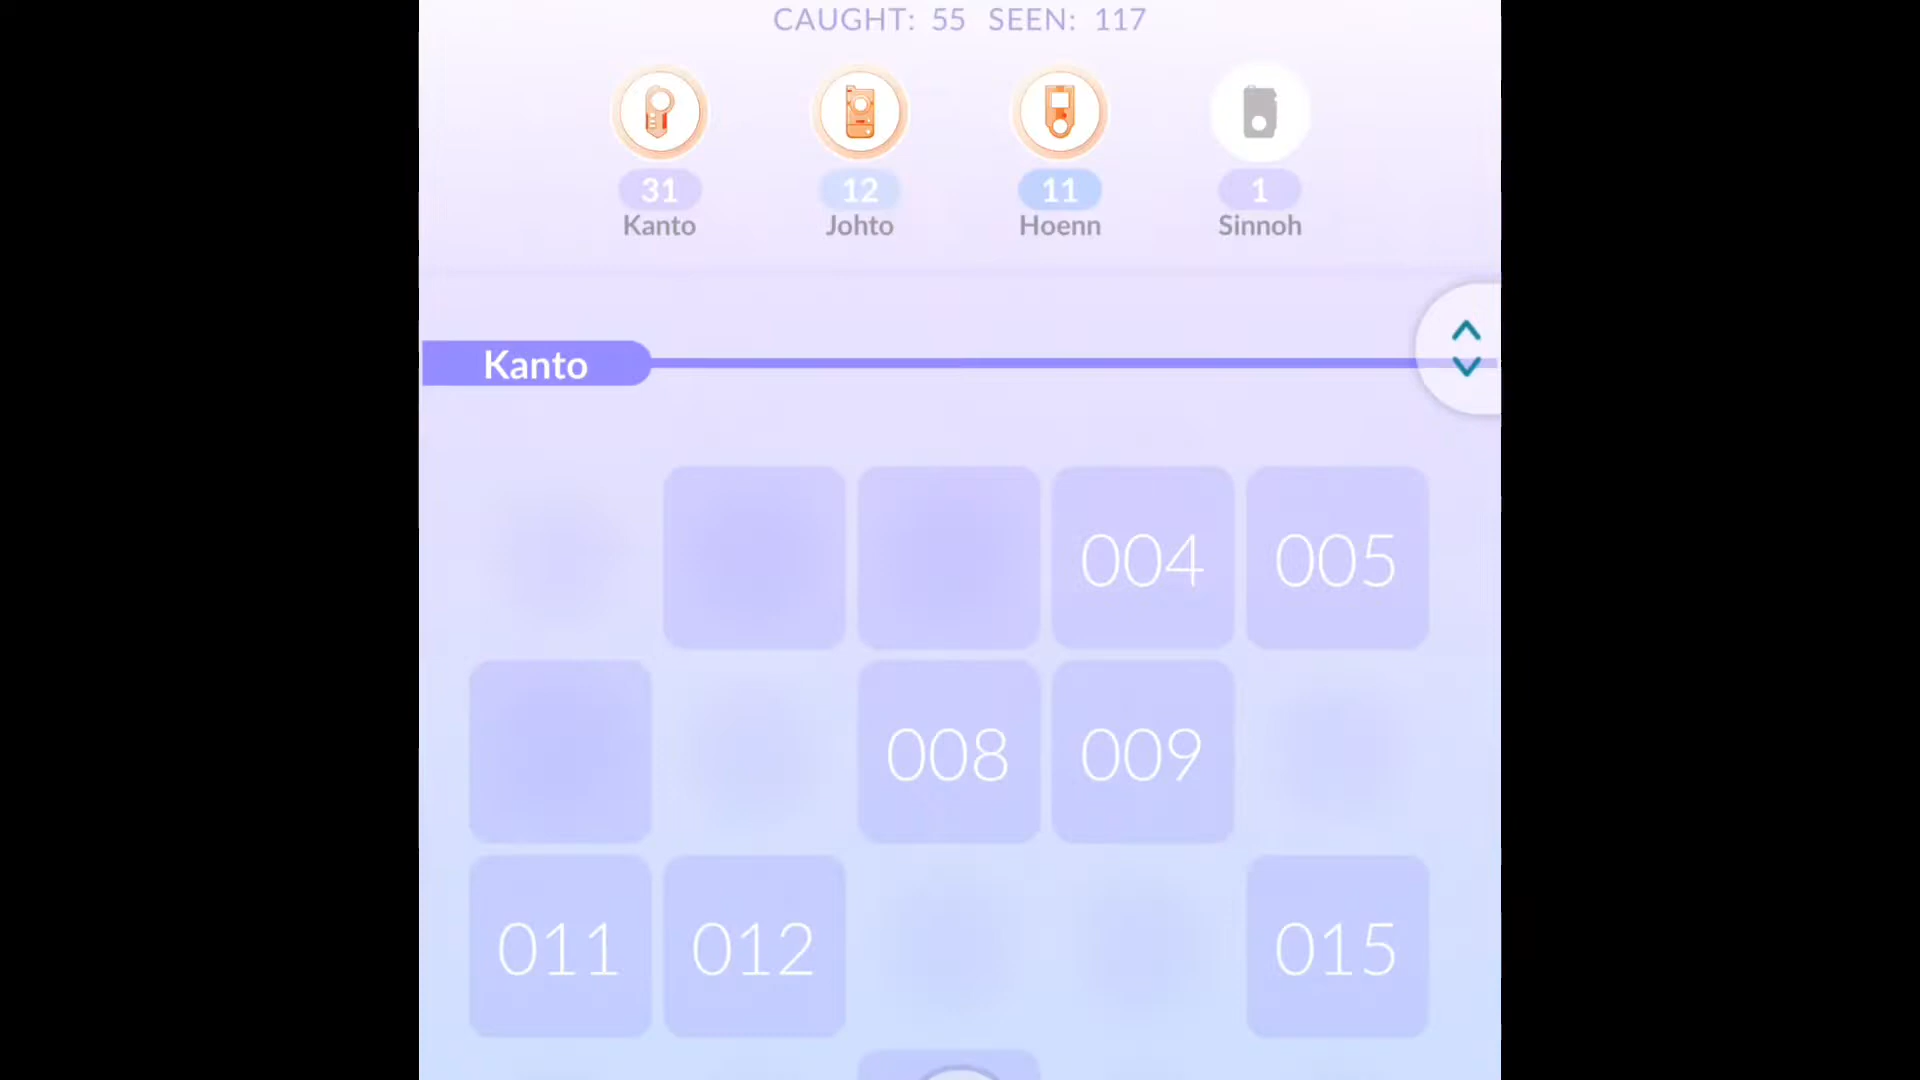 CAUGHT: 55 SEEN: 117
31 12 11 1
Kanto Johto Hoenn Sinnoh
Kanto
004 005
008 009
011 012 015